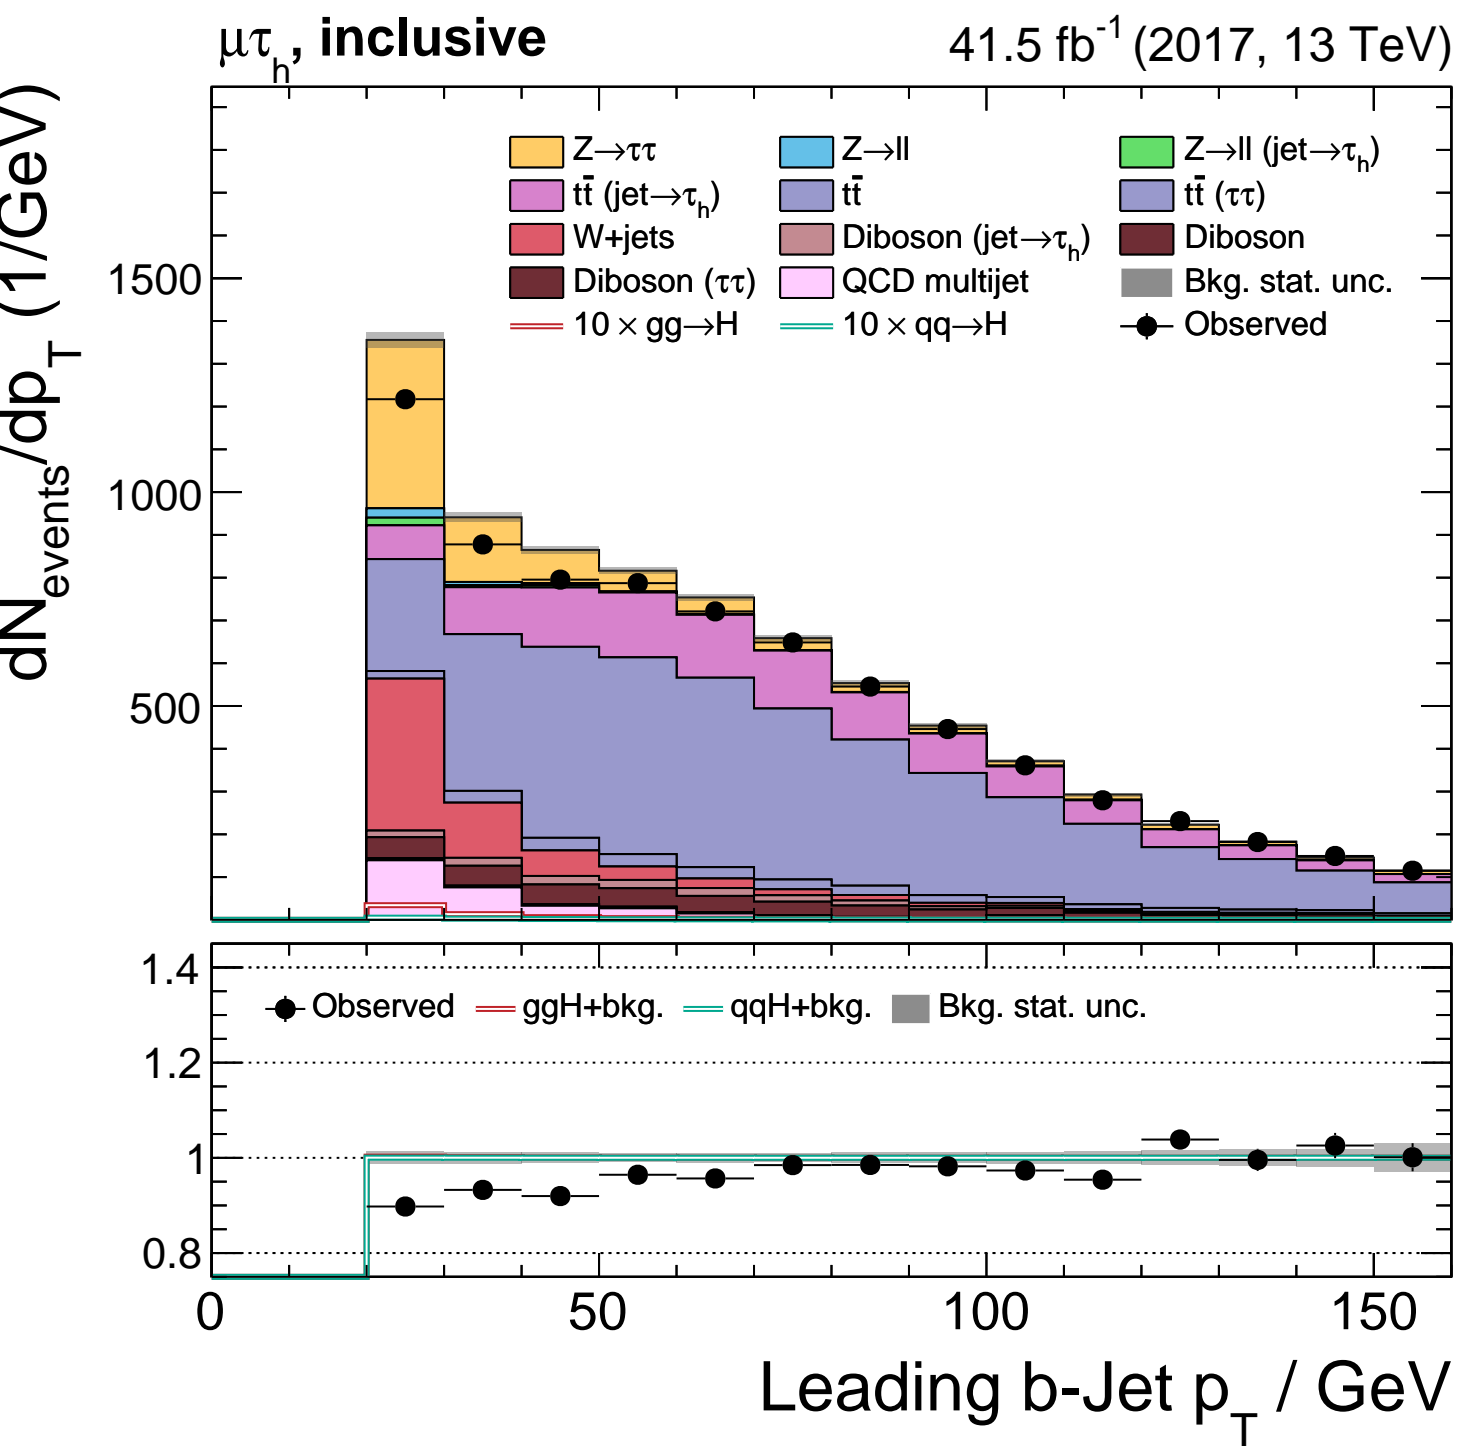 μτh, inclusive
41.5 fb-1 (2017, 13 TeV)
dNevents/dpT (1/GeV)
Z→ττ
Z→ll
Z→ll (jet→τh)
tt̄ (jet→τh)
tt̄
tt̄ (ττ)
W+jets
Diboson (jet→τh)
Diboson
Diboson (ττ)
QCD multijet
Bkg. stat. unc.
10 × gg→H
10 × qq→H
Observed
1500
1000
500
1.4
1.2
1
0.8
Observed
ggH+bkg.
qqH+bkg.
Bkg. stat. unc.
0
50
100
150
Leading b-Jet pT / GeV